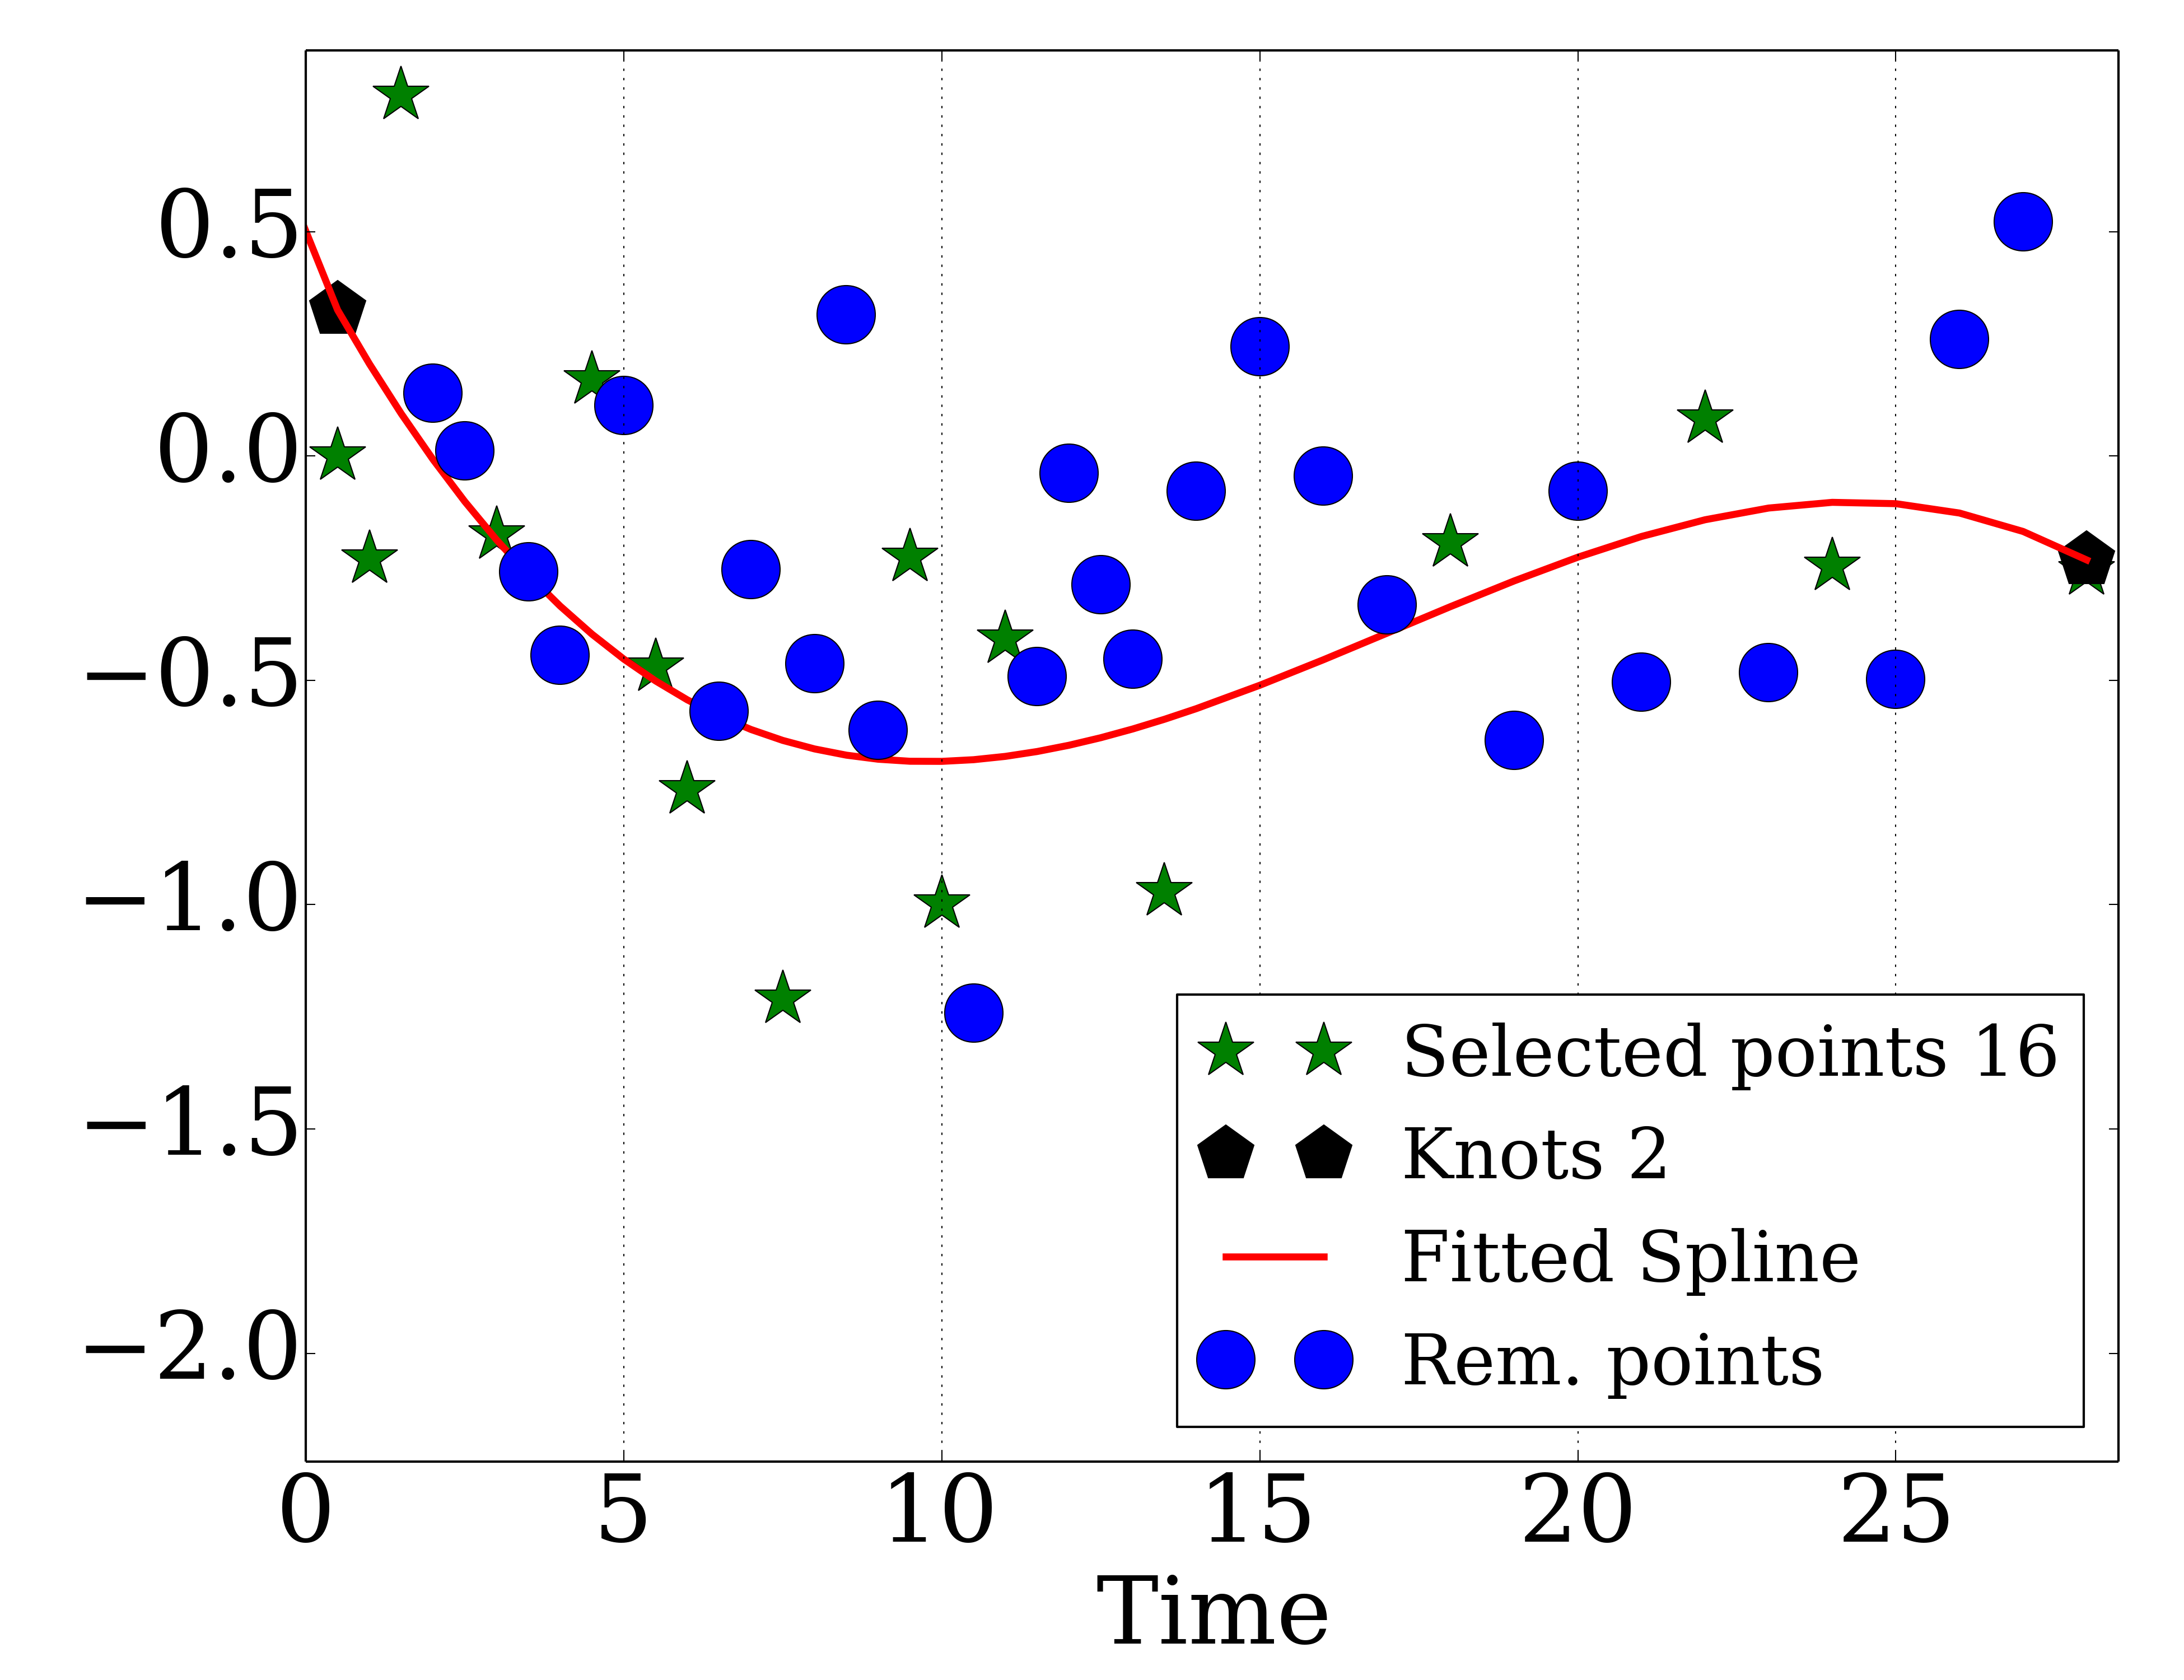 0.5
0.0
−0.5
−1.0
−1.5
−2.0
Selected points 16
Knots 2
Fitted Spline
Rem. points
0 5 10 15 20 25
Time